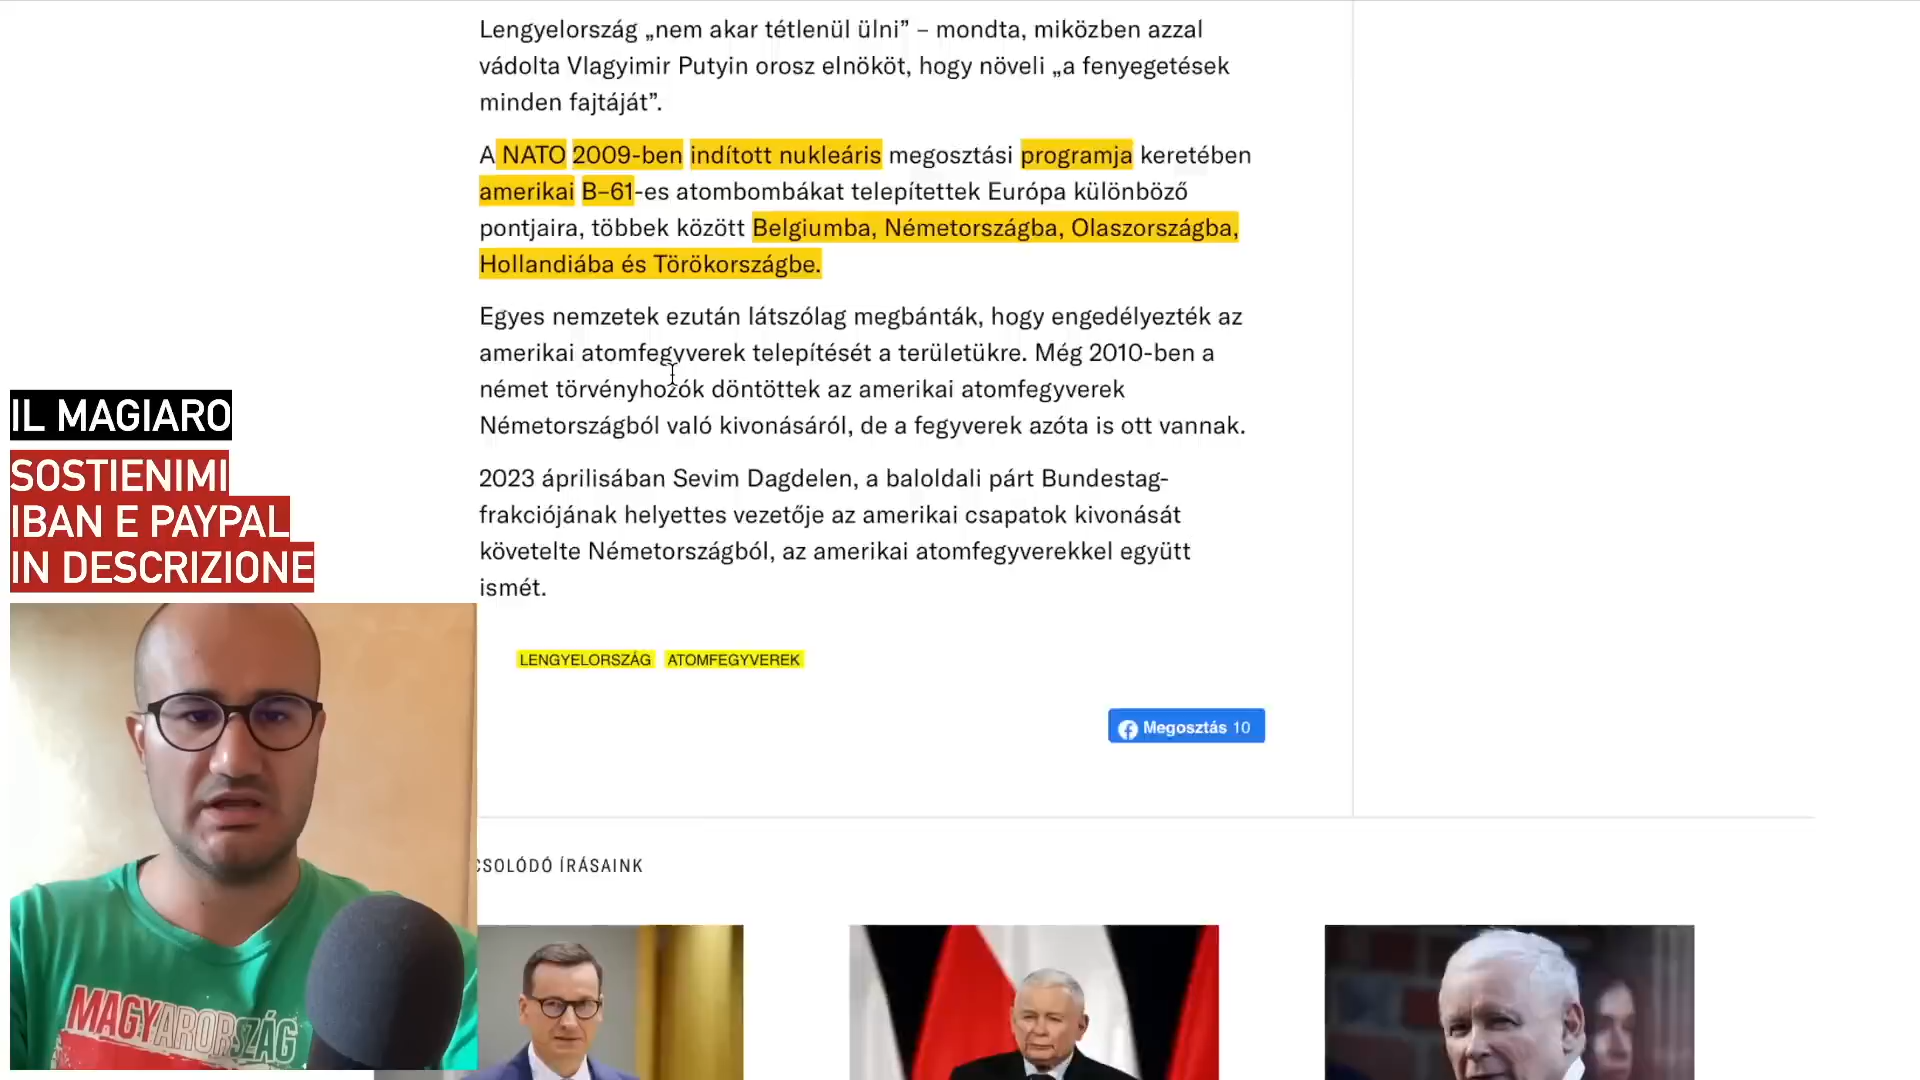 Lengyelország „nem akar tétlenül ülni” – mondta, miközben azzal
vádolta Vlagyimir Putyin orosz elnököt, hogy növeli „a fenyegetések
minden fajtáját”.
A NATO 2009-ben indított nukleáris megosztási programja keretében
amerikai B–61-es atombombákat telepítettek Európa különböző
pontjaira, többek között Belgiumba, Németországba, Olaszországba,
Hollandiába és Törökországbe.
Egyes nemzetek ezután látszólag megbánták, hogy engedélyezték az
amerikai atomfegyverek telepítését a területükre. Még 2010-ben a
német törvényhozók döntöttek az amerikai atomfegyverek
Németországból való kivonásáról, de a fegyverek azóta is ott vannak.
2023 áprilisában Sevim Dagdelen, a baloldali párt Bundestag-
frakciójának helyettes vezetője az amerikai csapatok kivonását
követelte Németországból, az amerikai atomfegyverekkel együtt
ismét.
LENGYELORSZÁG ATOMFEGYVEREK
Megosztás 10
CSOLÓDÓ ÍRÁSAINK
IL MAGIARO
SOSTIENIMI
IBAN E PAYPAL
IN DESCRIZIONE
MAGYARORSZÁG